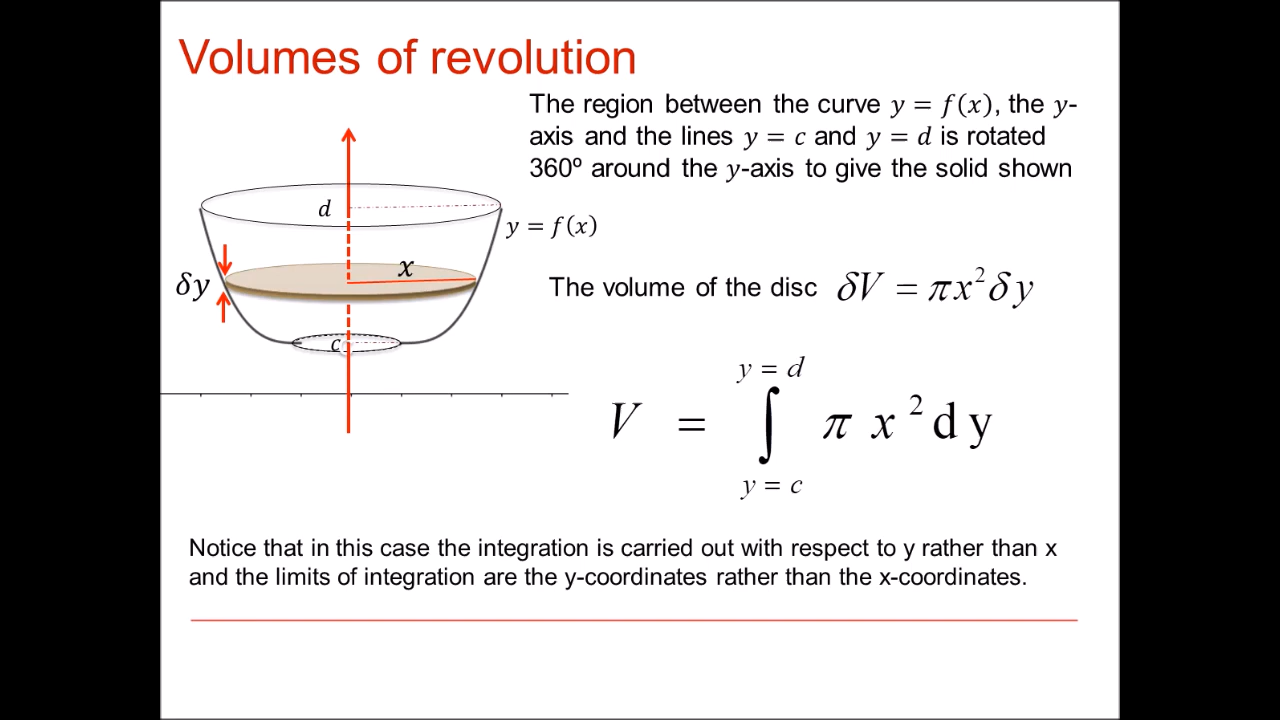 Volumes of revolution
The region between the curve y = f(x), the y-
axis and the lines y = c and y = d is rotated
360º around the y-axis to give the solid shown
d
y = f(x)
x
δy
The volume of the disc δV = πx²δy
c
y = d
V = ∫ π x² dy
y = c
Notice that in this case the integration is carried out with respect to y rather than x
and the limits of integration are the y-coordinates rather than the x-coordinates.